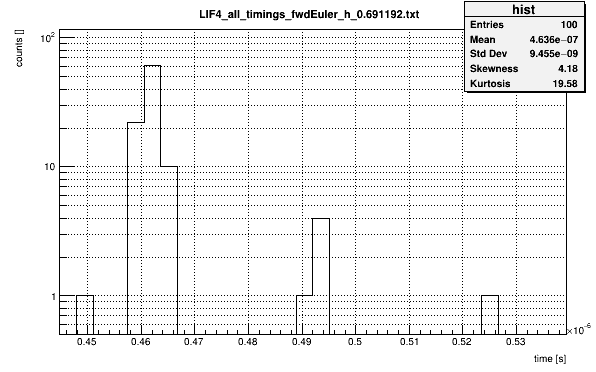 LIF4_all_timings_fwdEuler_h_0.691192.txt
hist
Entries 100
Mean 4.636e−07
Std Dev 9.455e−09
Skewness 4.18
Kurtosis 19.58
counts []
10²
10
1
0.45 0.46 0.47 0.48 0.49 0.5 0.51 0.52 0.53
×10⁻⁶
time [s]